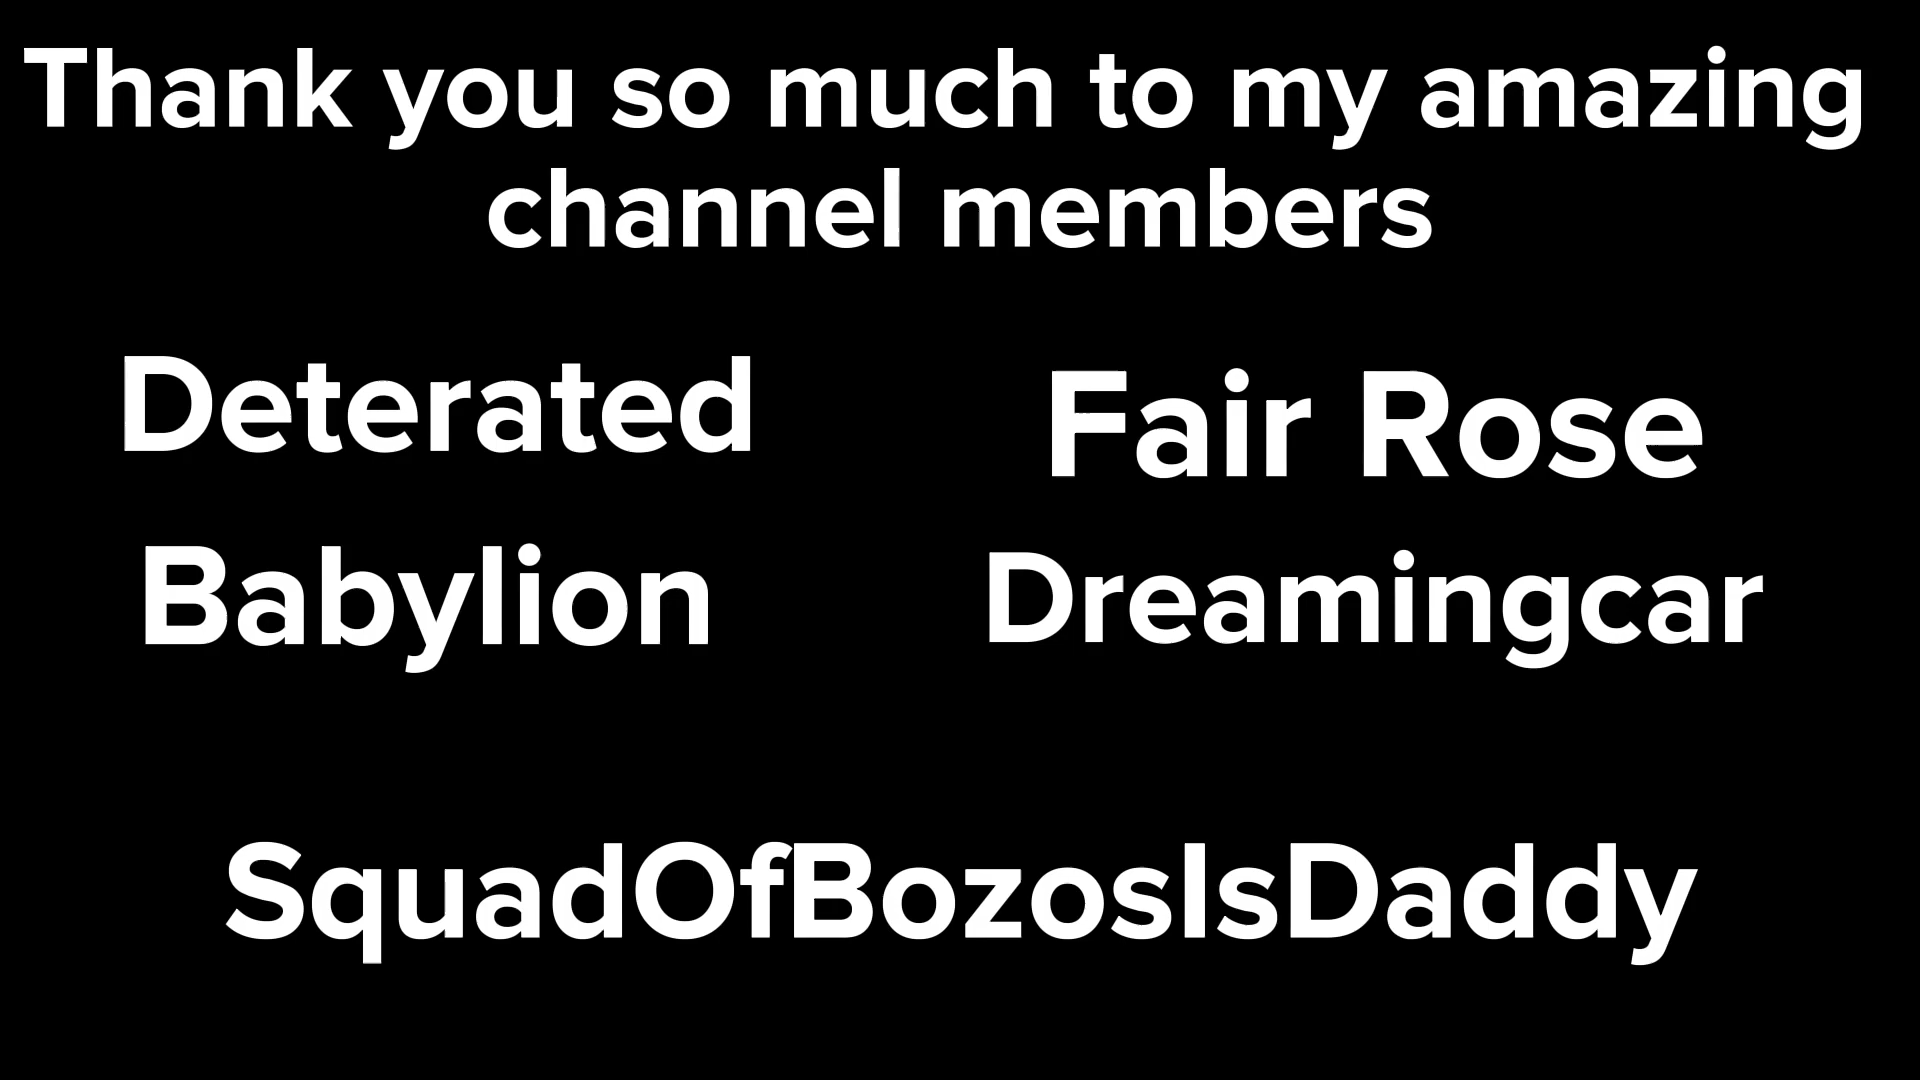 Thank you so much to my amazing
channel members
Deterated
Fair Rose
Babylion
Dreamingcar
SquadOfBozosIsDaddy